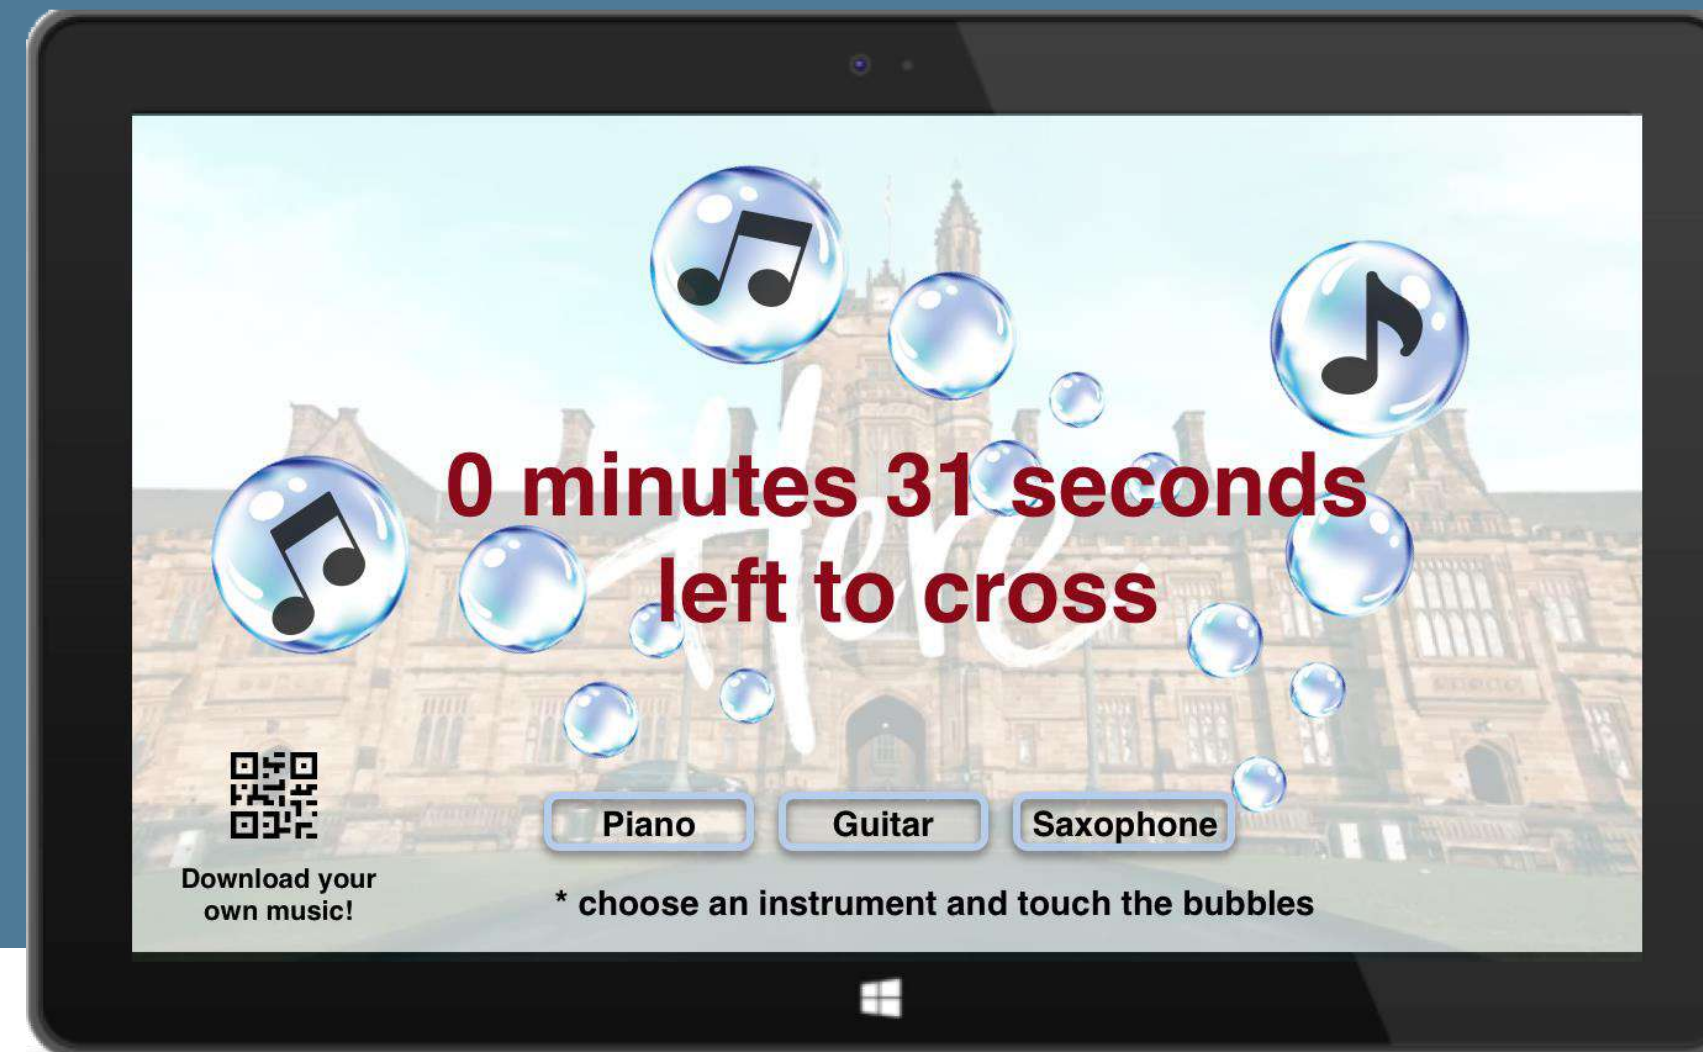 Here
0 minutes 31 seconds
left to cross
Piano
Guitar
Saxophone
* choose an instrument and touch the bubbles
Download your
own music!